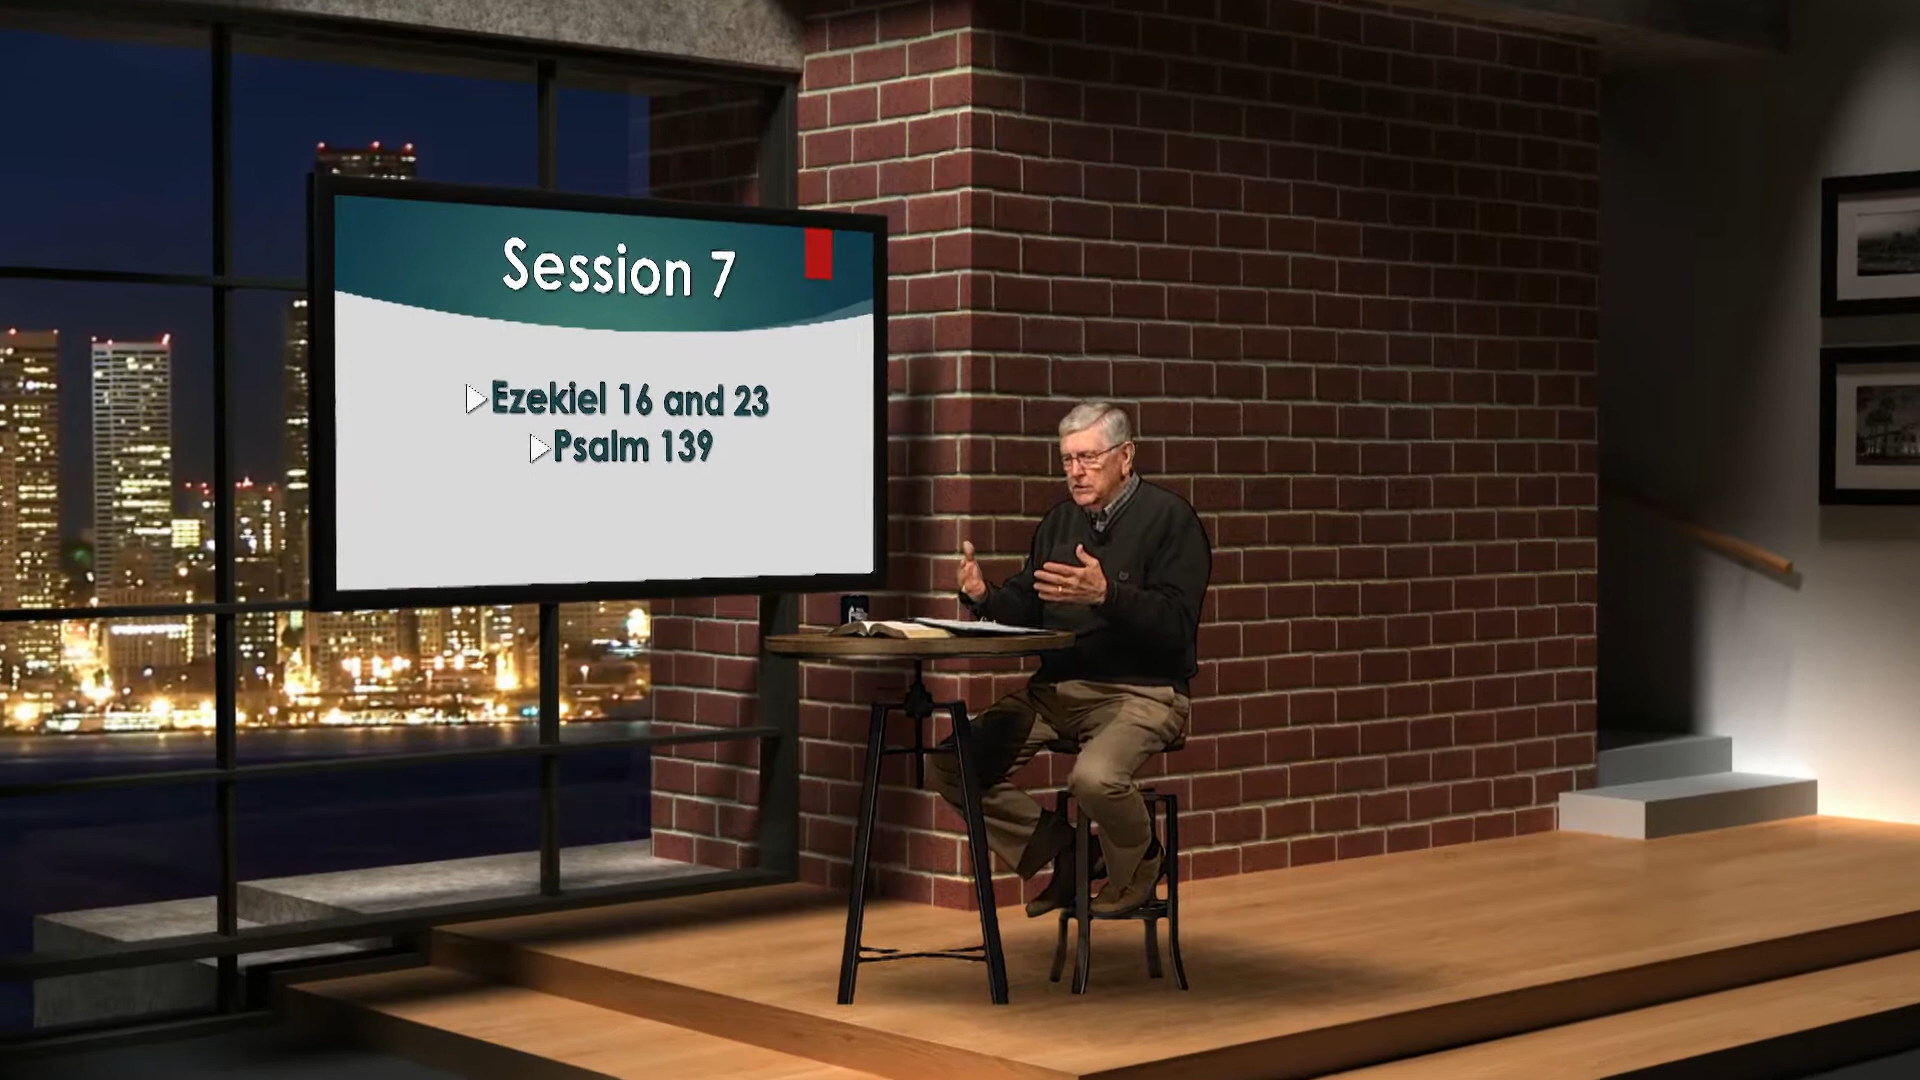 Session 7
Ezekiel 16 and 23
Psalm 139